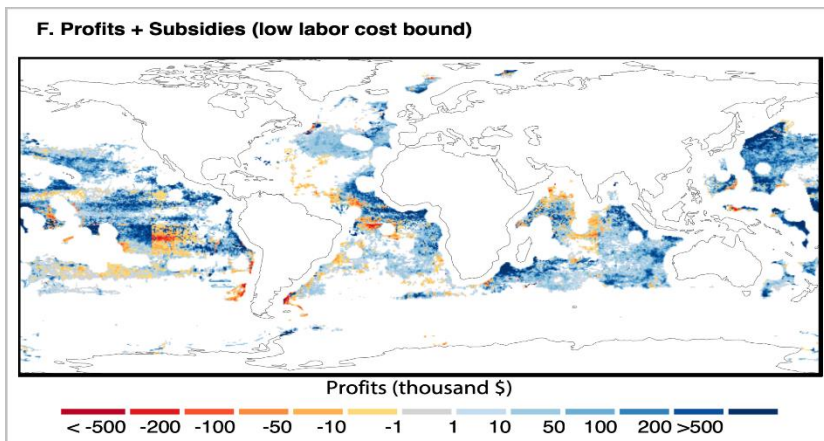 F. Profits + Subsidies (low labor cost bound)
Profits (thousand $)
< -500 -200 -100 -50 -10 -1 1 10 50 100 200 >500